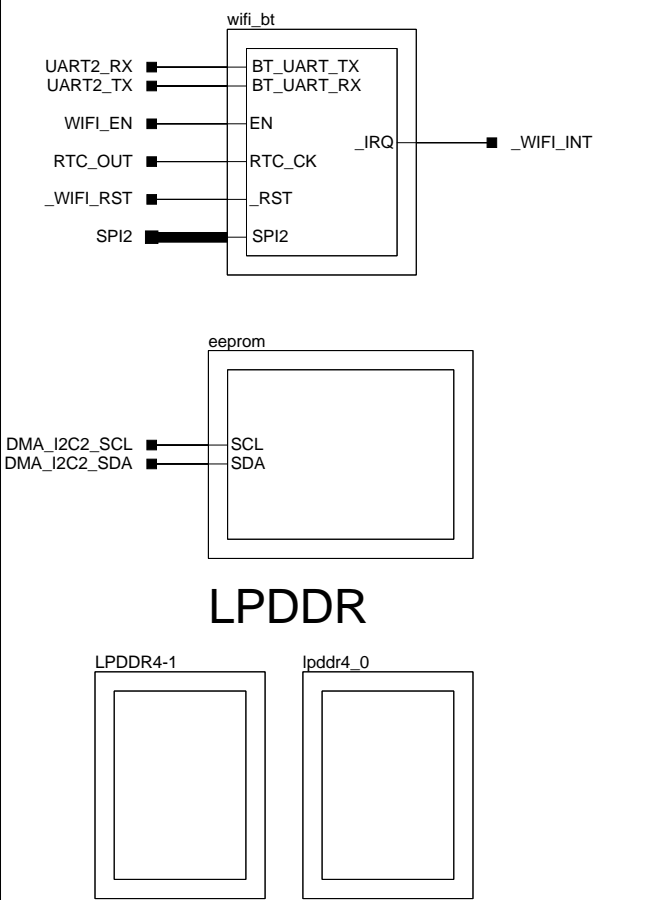 wifi_bt
UART2_RX BT_UART_TX
UART2_TX BT_UART_RX
WIFI_EN EN
_IRQ _WIFI_INT
RTC_OUT RTC_CK
_WIFI_RST _RST
SPI2 SPI2
eeprom
DMA_I2C2_SCL SCL
DMA_I2C2_SDA SDA
LPDDR
LPDDR4-1 lpddr4_0